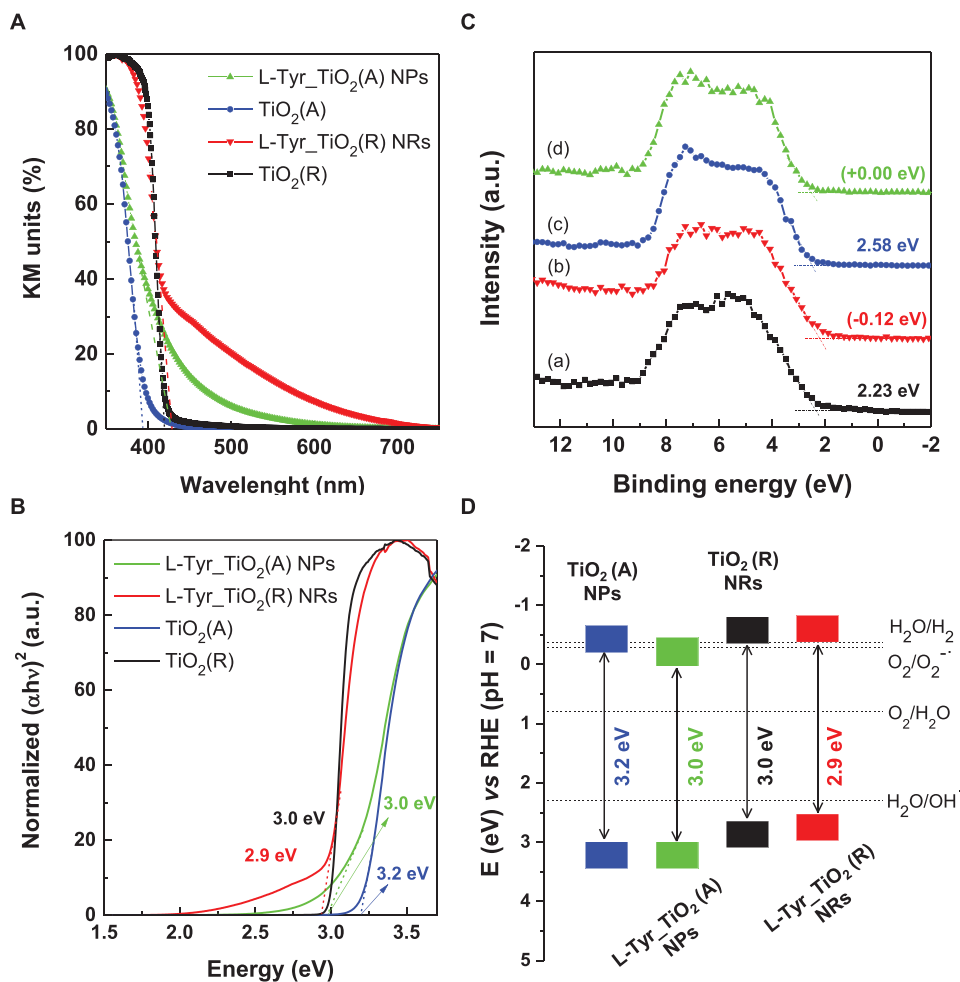 A
100
80
60
40
20
0
KM units (%)
L-Tyr_TiO2(A) NPs
TiO2(A)
L-Tyr_TiO2(R) NRs
TiO2(R)
400 500 600 700
Wavelenght (nm)
B
100
80
60
40
20
0
Normalized (αhν)² (a.u.)
L-Tyr_TiO2(A) NPs
L-Tyr_TiO2(R) NRs
TiO2(A)
TiO2(R)
3.0 eV
3.0 eV
2.9 eV
3.2 eV
1.5 2.0 2.5 3.0 3.5
Energy (eV)
C
Intensity (a.u.)
(d)
(+0.00 eV)
(c)
2.58 eV
(b)
(-0.12 eV)
(a)
2.23 eV
12 10 8 6 4 2 0 -2
Binding energy (eV)
D
-2
-1
0
1
2
3
4
5
E (eV) vs RHE (pH = 7)
TiO2 (A)
NPs
TiO2 (R)
NRs
H2O/H2
O2/O2-·
O2/H2O
H2O/OH·
3.2 eV
3.0 eV
3.0 eV
2.9 eV
L-Tyr_TiO2 (A)
NPs
L-Tyr_TiO2 (R)
NRs